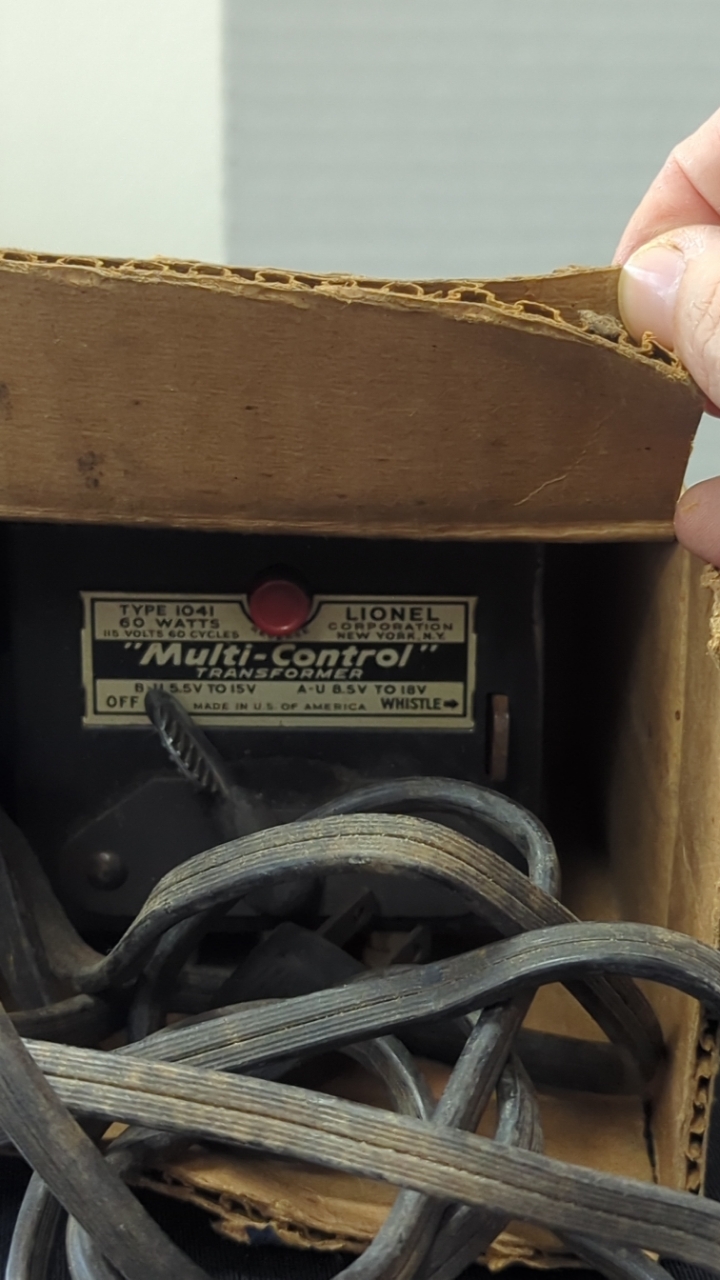 TYPE 1041
60 WATTS
115 VOLTS 60 CYCLES
LIONEL
CORPORATION
NEW YORK, N.Y.
"Multi-Control"
TRANSFORMER
B-U 5.5V TO 15V
A-U 8.5V TO 18V
OFF
MADE IN U.S. OF AMERICA
WHISTLE→